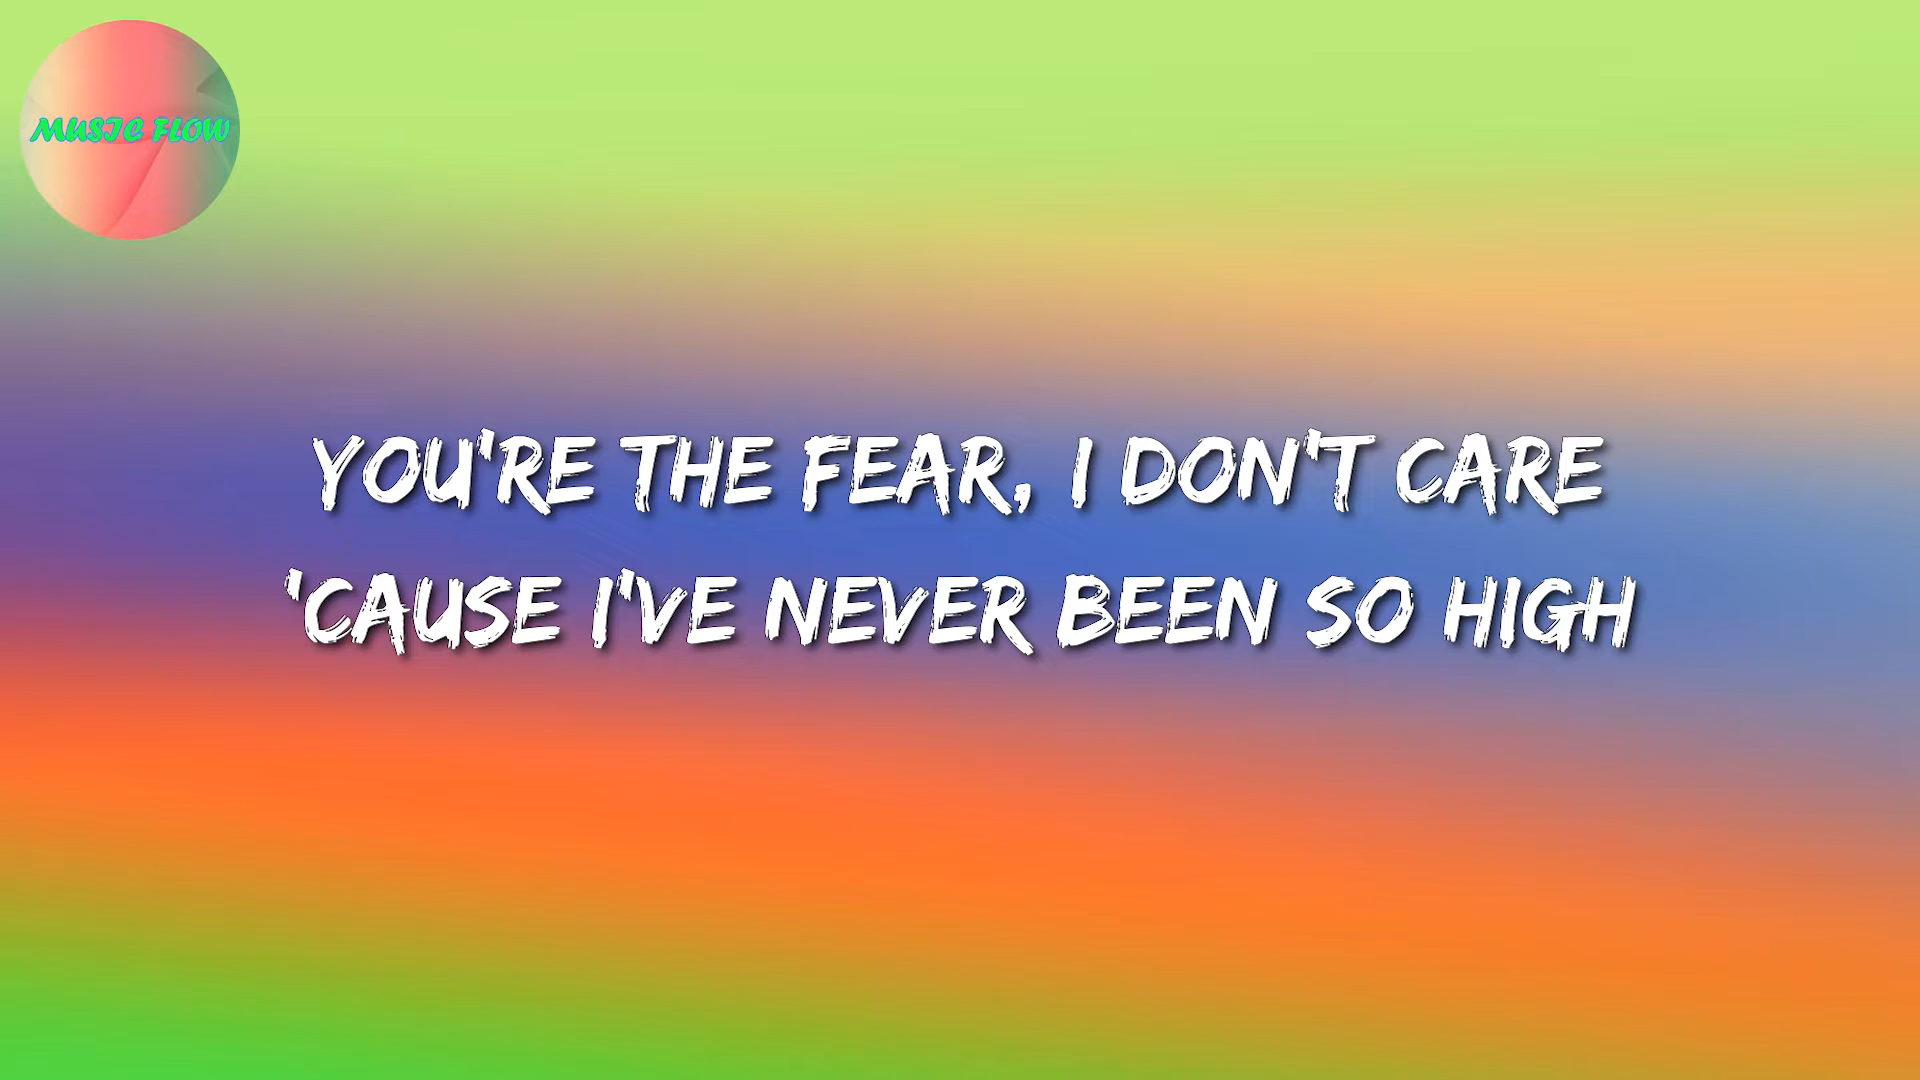 MUSIC FLOW
YOU'RE THE FEAR, I DON'T CARE
'CAUSE I'VE NEVER BEEN SO HIGH